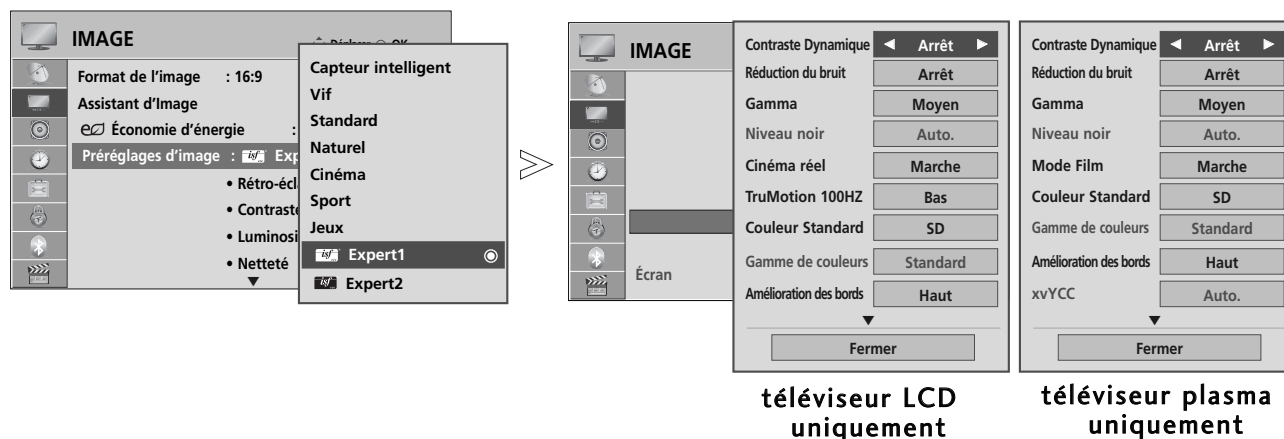 IMAGE
Déplace OK
Format de l'image : 16:9
Assistant d'Image
Économie d'énergie :
Préréglages d'image : isf Exp
• Rétro-écl
• Contraste
• Luminosi
• Netteté
▼
Capteur intelligent
Vif
Standard
Naturel
Cinéma
Sport
Jeux
isf Expert1
isf Expert2
IMAGE
Écran
Contraste Dynamique ◄ Arrêt ►
Réduction du bruit Arrêt
Gamma Moyen
Niveau noir Auto.
Cinéma réel Marche
TruMotion 100HZ Bas
Couleur Standard SD
Gamme de couleurs Standard
Amélioration des bords Haut
▼
Fermer
téléviseur LCD
uniquement
Contraste Dynamique ◄ Arrêt ►
Réduction du bruit Arrêt
Gamma Moyen
Niveau noir Auto.
Mode Film Marche
Couleur Standard SD
Gamme de couleurs Standard
Amélioration des bords Haut
xvYCC Auto.
▼
Fermer
téléviseur plasma
uniquement